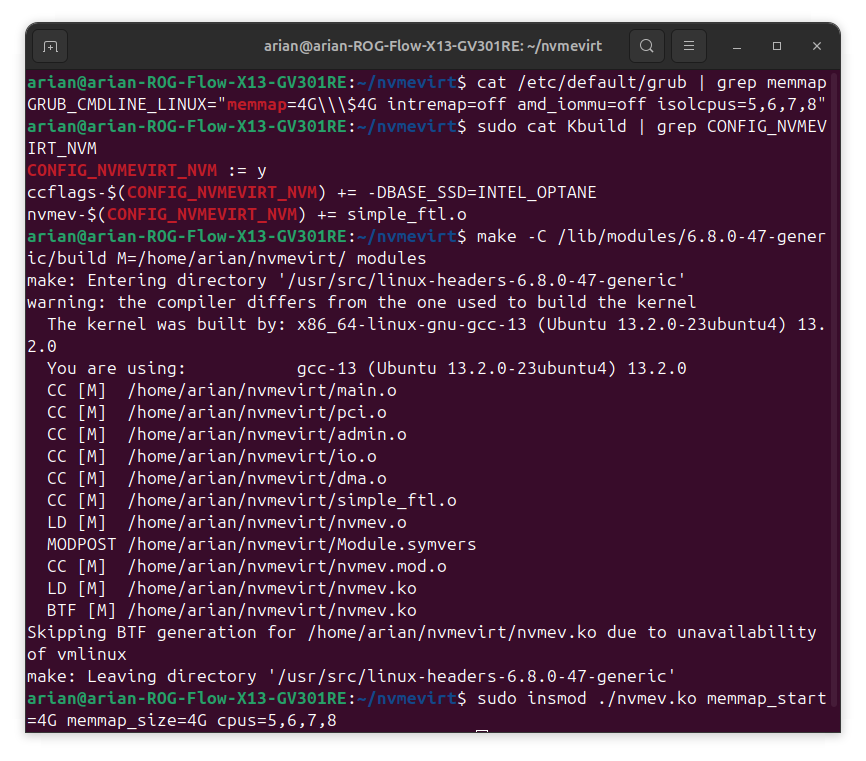 arian@arian-ROG-Flow-X13-GV301RE: ~/nvmevirt
arian@arian-ROG-Flow-X13-GV301RE:~/nvmevirt$ cat /etc/default/grub | grep memmap
GRUB_CMDLINE_LINUX="memmap=4G\\\$4G intremap=off amd_iommu=off isolcpus=5,6,7,8"
arian@arian-ROG-Flow-X13-GV301RE:~/nvmevirt$ sudo cat Kbuild | grep CONFIG_NVMEV
IRT_NVM
CONFIG_NVMEVIRT_NVM := y
ccflags-$(CONFIG_NVMEVIRT_NVM) += -DBASE_SSD=INTEL_OPTANE
nvmev-$(CONFIG_NVMEVIRT_NVM) += simple_ftl.o
arian@arian-ROG-Flow-X13-GV301RE:~/nvmevirt$ make -C /lib/modules/6.8.0-47-gener
ic/build M=/home/arian/nvmevirt/ modules
make: Entering directory '/usr/src/linux-headers-6.8.0-47-generic'
warning: the compiler differs from the one used to build the kernel
  The kernel was built by: x86_64-linux-gnu-gcc-13 (Ubuntu 13.2.0-23ubuntu4) 13.
2.0
  You are using:           gcc-13 (Ubuntu 13.2.0-23ubuntu4) 13.2.0
  CC [M]  /home/arian/nvmevirt/main.o
  CC [M]  /home/arian/nvmevirt/pci.o
  CC [M]  /home/arian/nvmevirt/admin.o
  CC [M]  /home/arian/nvmevirt/io.o
  CC [M]  /home/arian/nvmevirt/dma.o
  CC [M]  /home/arian/nvmevirt/simple_ftl.o
  LD [M]  /home/arian/nvmevirt/nvmev.o
  MODPOST /home/arian/nvmevirt/Module.symvers
  CC [M]  /home/arian/nvmevirt/nvmev.mod.o
  LD [M]  /home/arian/nvmevirt/nvmev.ko
  BTF [M] /home/arian/nvmevirt/nvmev.ko
Skipping BTF generation for /home/arian/nvmevirt/nvmev.ko due to unavailability
of vmlinux
make: Leaving directory '/usr/src/linux-headers-6.8.0-47-generic'
arian@arian-ROG-Flow-X13-GV301RE:~/nvmevirt$ sudo insmod ./nvmev.ko memmap_start
=4G memmap_size=4G cpus=5,6,7,8